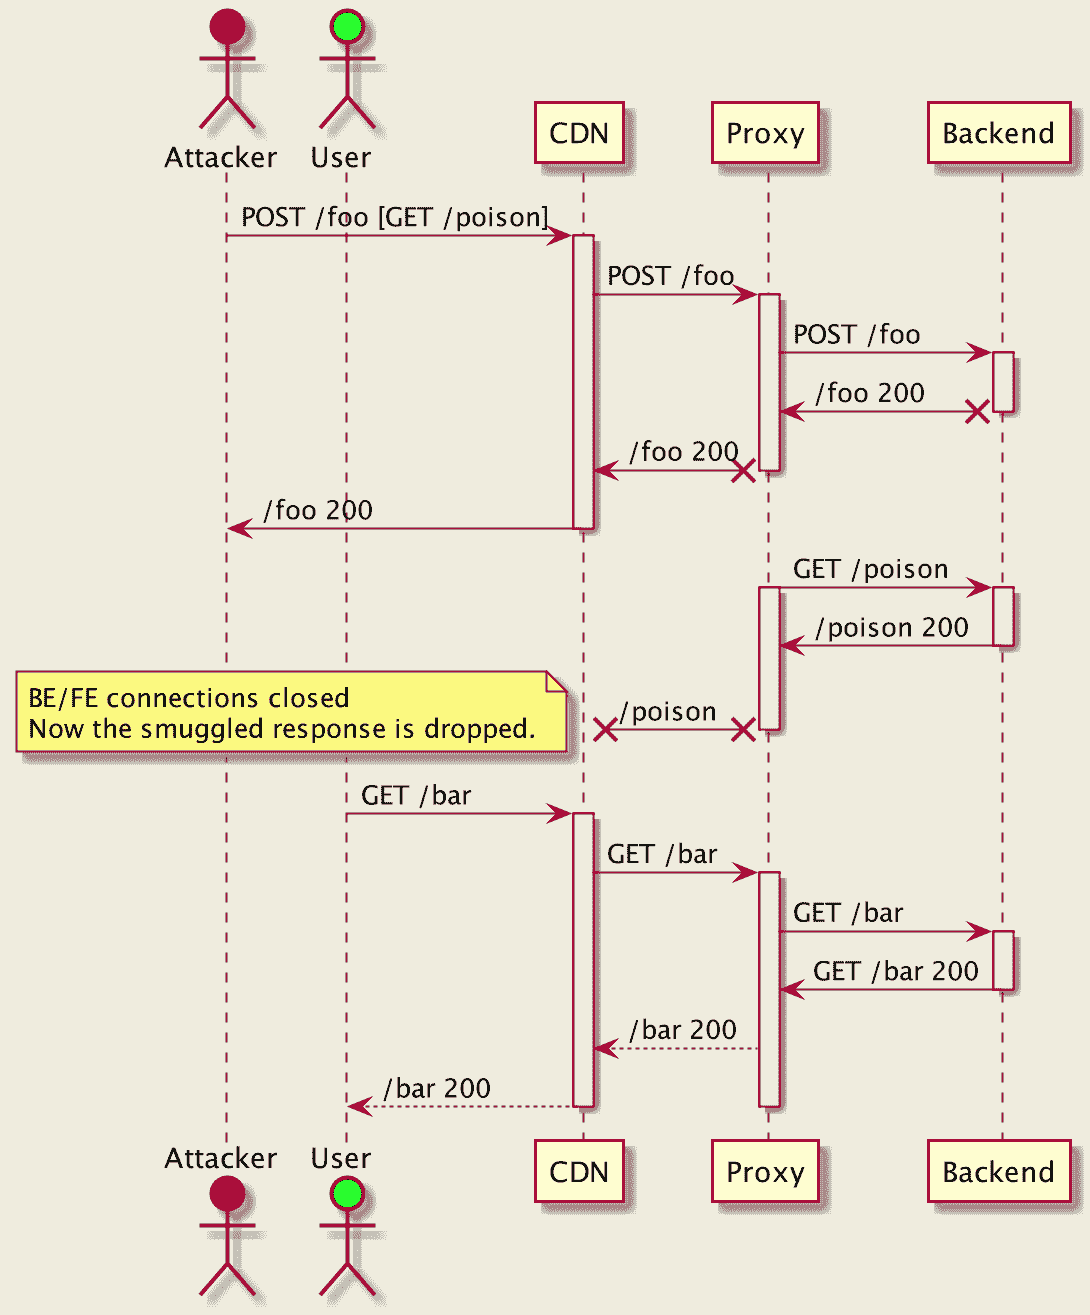 Attacker
User
CDN
Proxy
Backend
POST /foo [GET /poison]
POST /foo
POST /foo
/foo 200
/foo 200
/foo 200
GET /poison
/poison 200
BE/FE connections closed
Now the smuggled response is dropped.
/poison
GET /bar
GET /bar
GET /bar
GET /bar 200
/bar 200
/bar 200
Attacker
User
CDN
Proxy
Backend